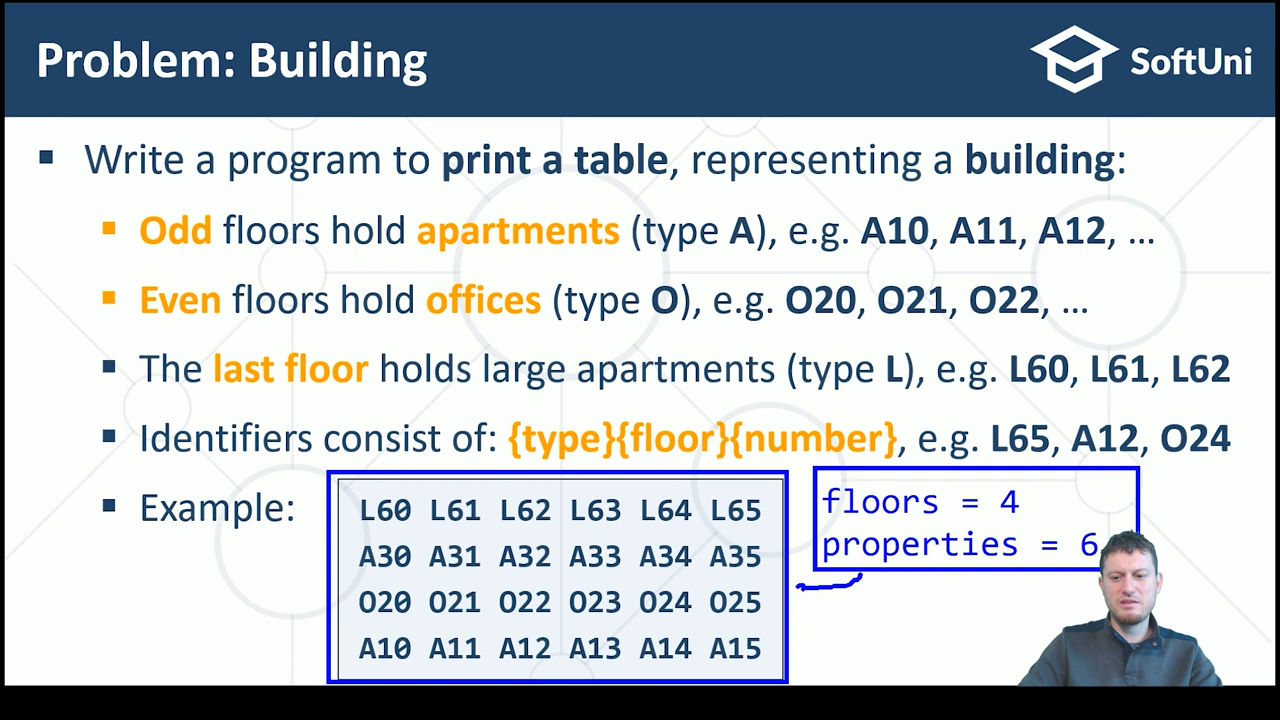 Problem: Building
SoftUni
▪ Write a program to print a table, representing a building:
▪ Odd floors hold apartments (type A), e.g. A10, A11, A12, …
▪ Even floors hold offices (type O), e.g. O20, O21, O22, …
▪ The last floor holds large apartments (type L), e.g. L60, L61, L62
▪ Identifiers consist of: {type}{floor}{number}, e.g. L65, A12, O24
▪ Example:
L60 L61 L62 L63 L64 L65
A30 A31 A32 A33 A34 A35
O20 O21 O22 O23 O24 O25
A10 A11 A12 A13 A14 A15
floors = 4
properties = 6